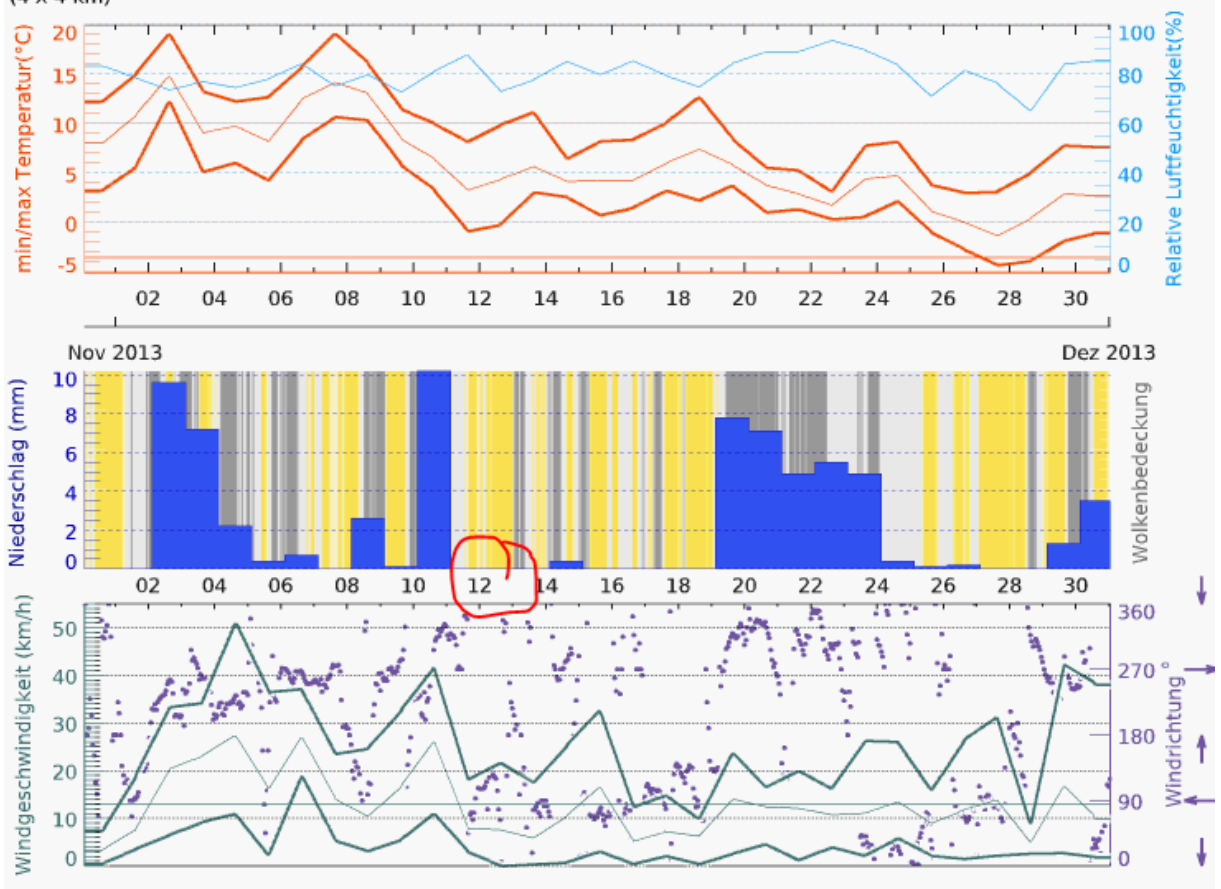 (4 x 4 km)
min/max Temperatur(°C)
20
15
10
5
0
-5
100
80
60
40
20
0
Relative Luftfeuchtigkeit(%)
02 04 06 08 10 12 14 16 18 20 22 24 26 28 30
Nov 2013 Dez 2013
Niederschlag (mm)
10
8
6
4
2
0
Wolkenbedeckung
02 04 06 08 10 12 14 16 18 20 22 24 26 28 30
Windgeschwindigkeit (km/h)
50
40
30
20
10
0
360
270
180
90
0
Windrichtung °